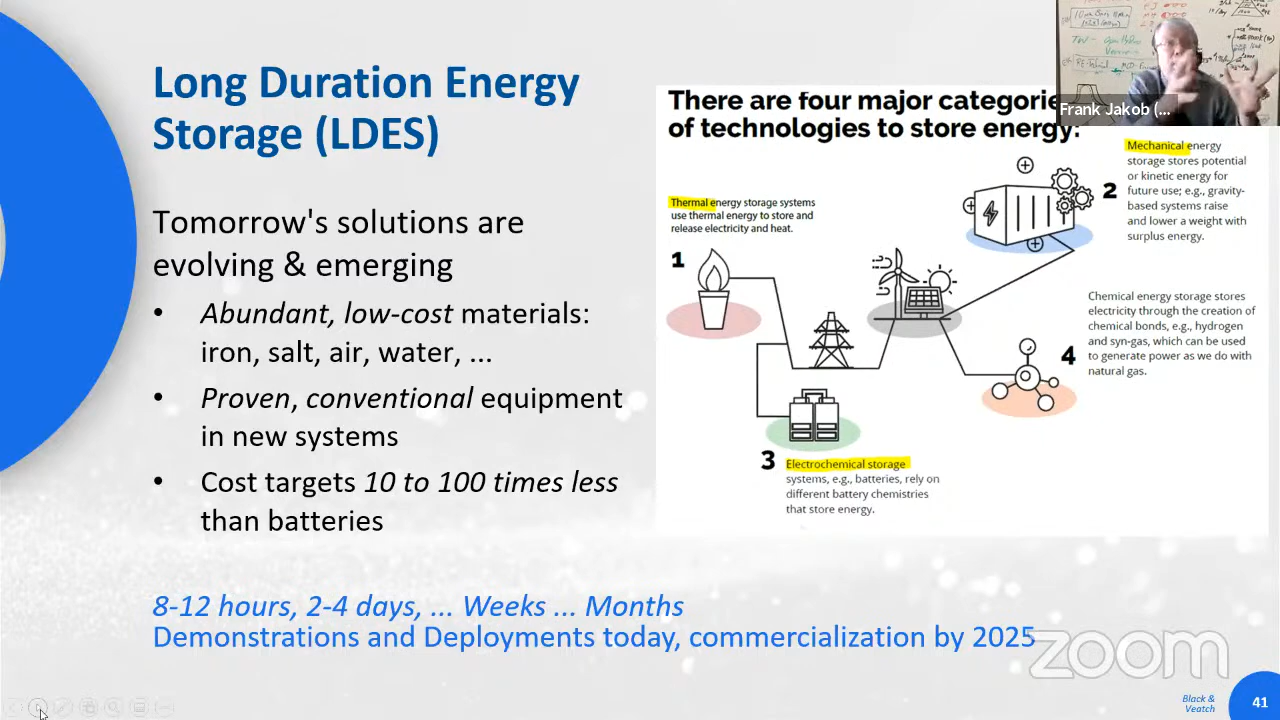 Long Duration Energy
Storage (LDES)
Tomorrow's solutions are
evolving & emerging
• Abundant, low-cost materials:
iron, salt, air, water, ...
• Proven, conventional equipment
in new systems
• Cost targets 10 to 100 times less
than batteries
8-12 hours, 2-4 days, ... Weeks ... Months
Demonstrations and Deployments today, commercialization by 2025
There are four major categorie
of technologies to store energy:
Thermal energy storage systems
use thermal energy to store and
release electricity and heat.
1
Mechanical energy
storage stores potential
or kinetic energy for
future use; e.g., gravity-
based systems raise
and lower a weight with
surplus energy.
2
3
Electrochemical storage
systems, e.g., batteries, rely on
different battery chemistries
that store energy.
Chemical energy storage stores
electricity through the creation of
chemical bonds, e.g., hydrogen
and syn-gas, which can be used
to generate power as we do with
natural gas.
4
Frank Jakob (...
zoom
Black &
Veatch
41